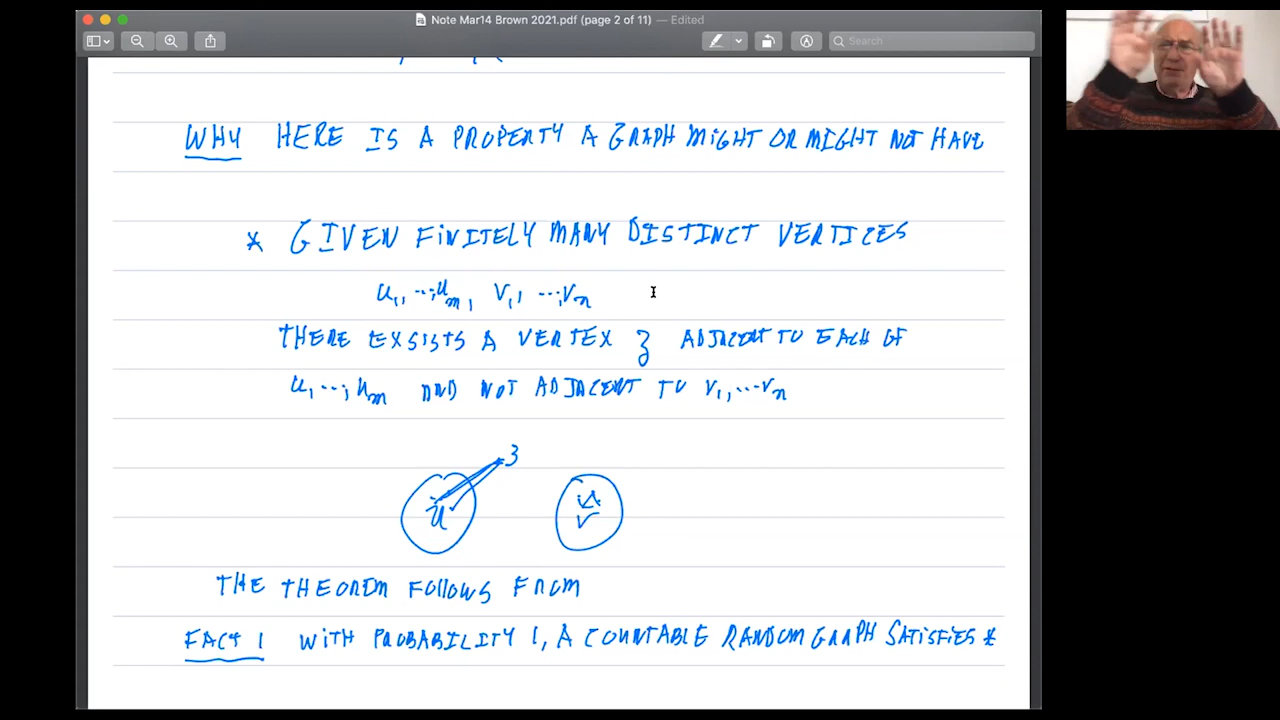 Note Mar14 Brown 2021.pdf (page 2 of 11) — Edited
Search
WHY HERE IS A PROPERTY A GRAPH MIGHT OR MIGHT NOT HAVE
* GIVEN FINITELY MANY DISTINCT VERTICES
u₁, ..., uₘ, v₁, ..., vₙ
THERE EXSISTS A VERTEX z ADJACENT TO EACH OF
u₁, ..., uₘ AND NOT ADJACENT TO v₁, ... vₙ
z
u
v
THE THEOREM FOLLOWS FROM
FACT 1 WITH PROBABILITY 1, A COUNTABLE RANDOM GRAPH SATISFIES *